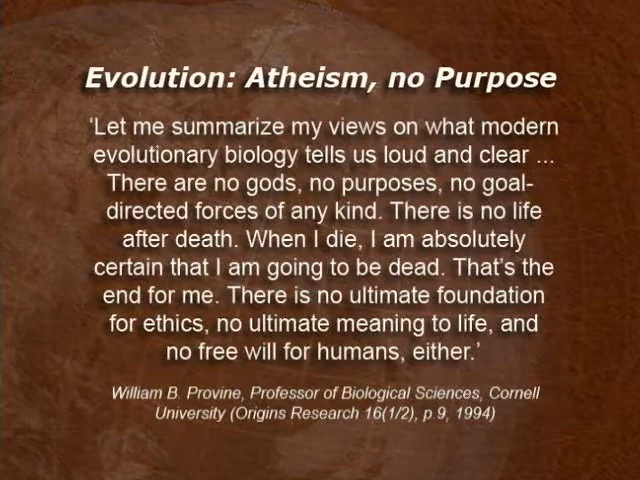 Evolution: Atheism, no Purpose
‘Let me summarize my views on what modern
evolutionary biology tells us loud and clear ...
There are no gods, no purposes, no goal-
directed forces of any kind. There is no life
after death. When I die, I am absolutely
certain that I am going to be dead. That’s the
end for me. There is no ultimate foundation
for ethics, no ultimate meaning to life, and
no free will for humans, either.’
William B. Provine, Professor of Biological Sciences, Cornell
University (Origins Research 16(1/2), p.9, 1994)